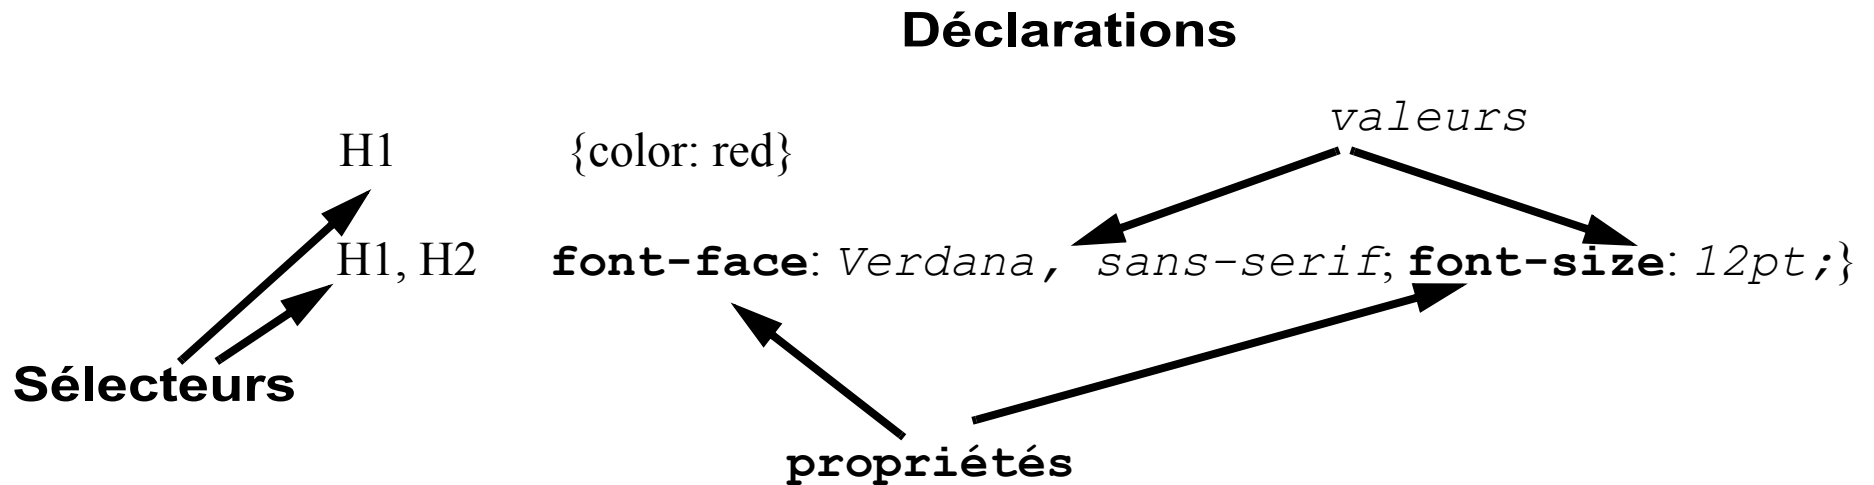 Déclarations
valeurs
H1 {color: red}
H1, H2 font-face: Verdana, sans-serif; font-size: 12pt;}
Sélecteurs
propriétés